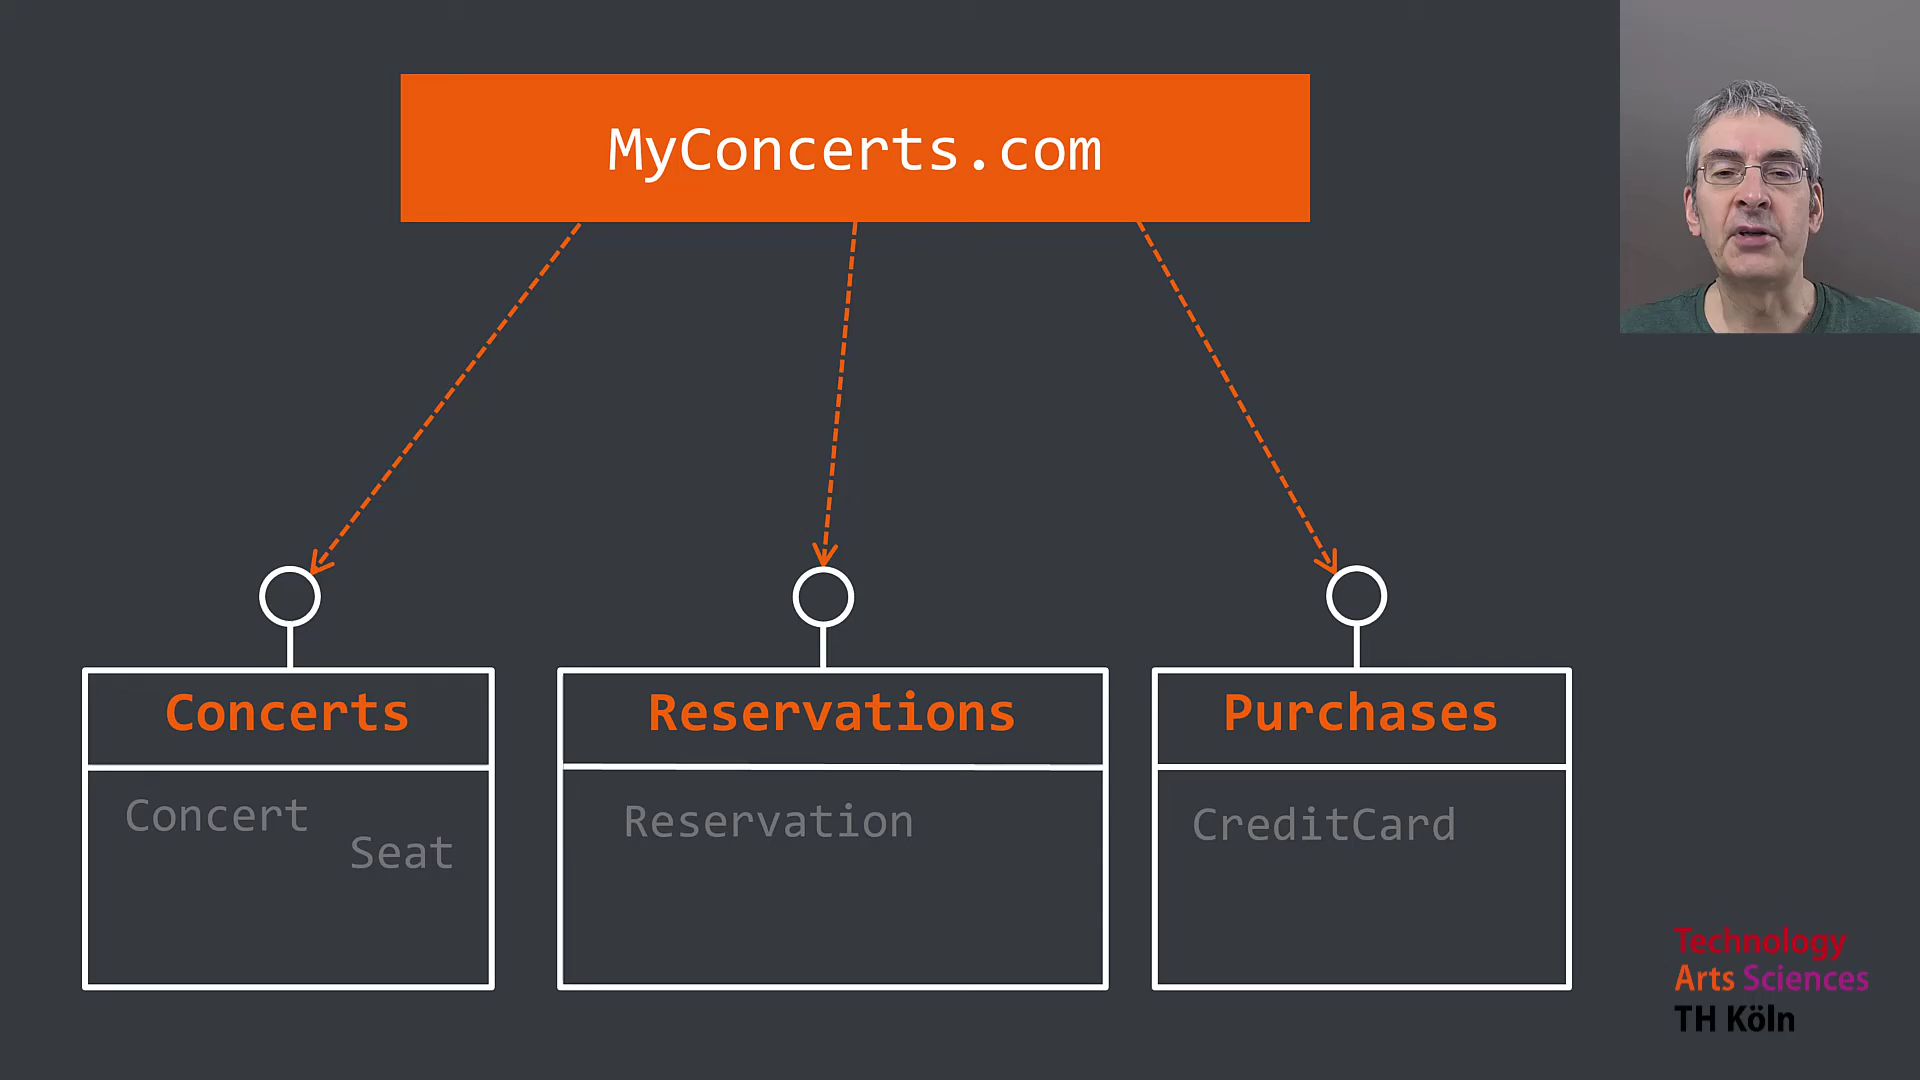 MyConcerts.com
Concerts
Reservations
Purchases
Concert
Seat
Reservation
CreditCard
Technology
Arts Sciences
TH Köln